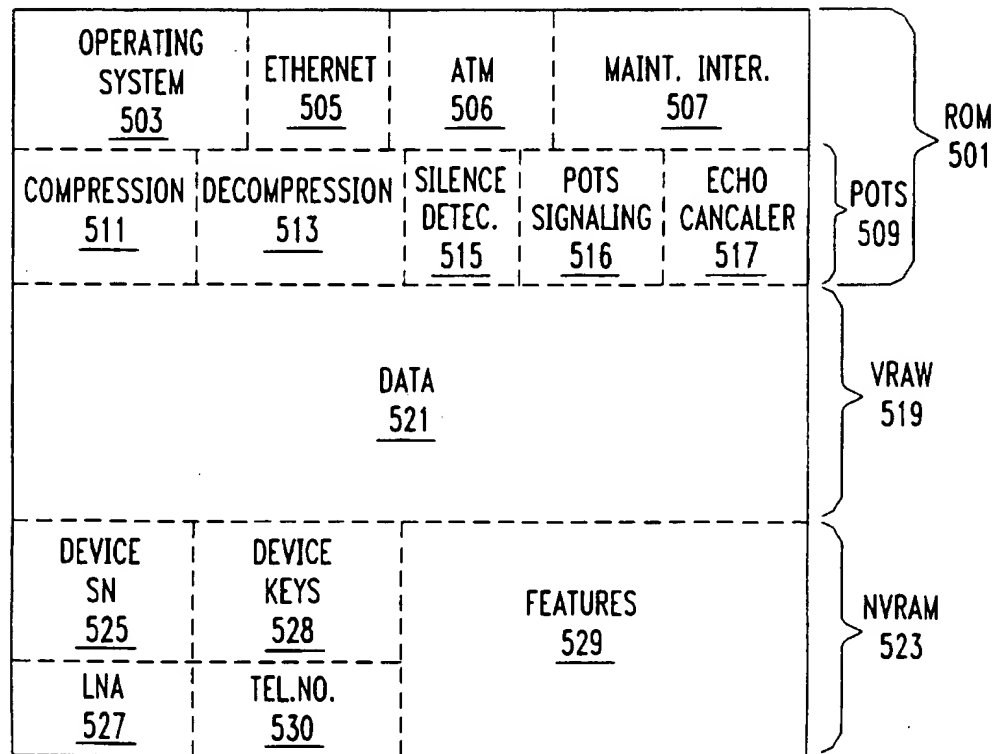 OPERATING
SYSTEM
503
ETHERNET
505
ATM
506
MAINT. INTER.
507
ROM
501
COMPRESSION
511
DECOMPRESSION
513
SILENCE
DETEC.
515
POTS
SIGNALING
516
ECHO
CANCALER
517
POTS
509
DATA
521
VRAW
519
DEVICE
SN
525
DEVICE
KEYS
528
FEATURES
529
NVRAM
523
LNA
527
TEL.NO.
530